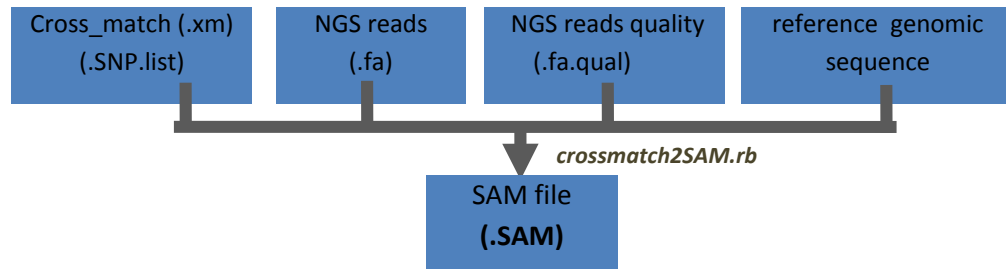 Cross_match (.xm)
(.SNP.list)
NGS reads
(.fa)
NGS reads quality
(.fa.qual)
reference genomic
sequence
crossmatch2SAM.rb
SAM file
(.SAM)